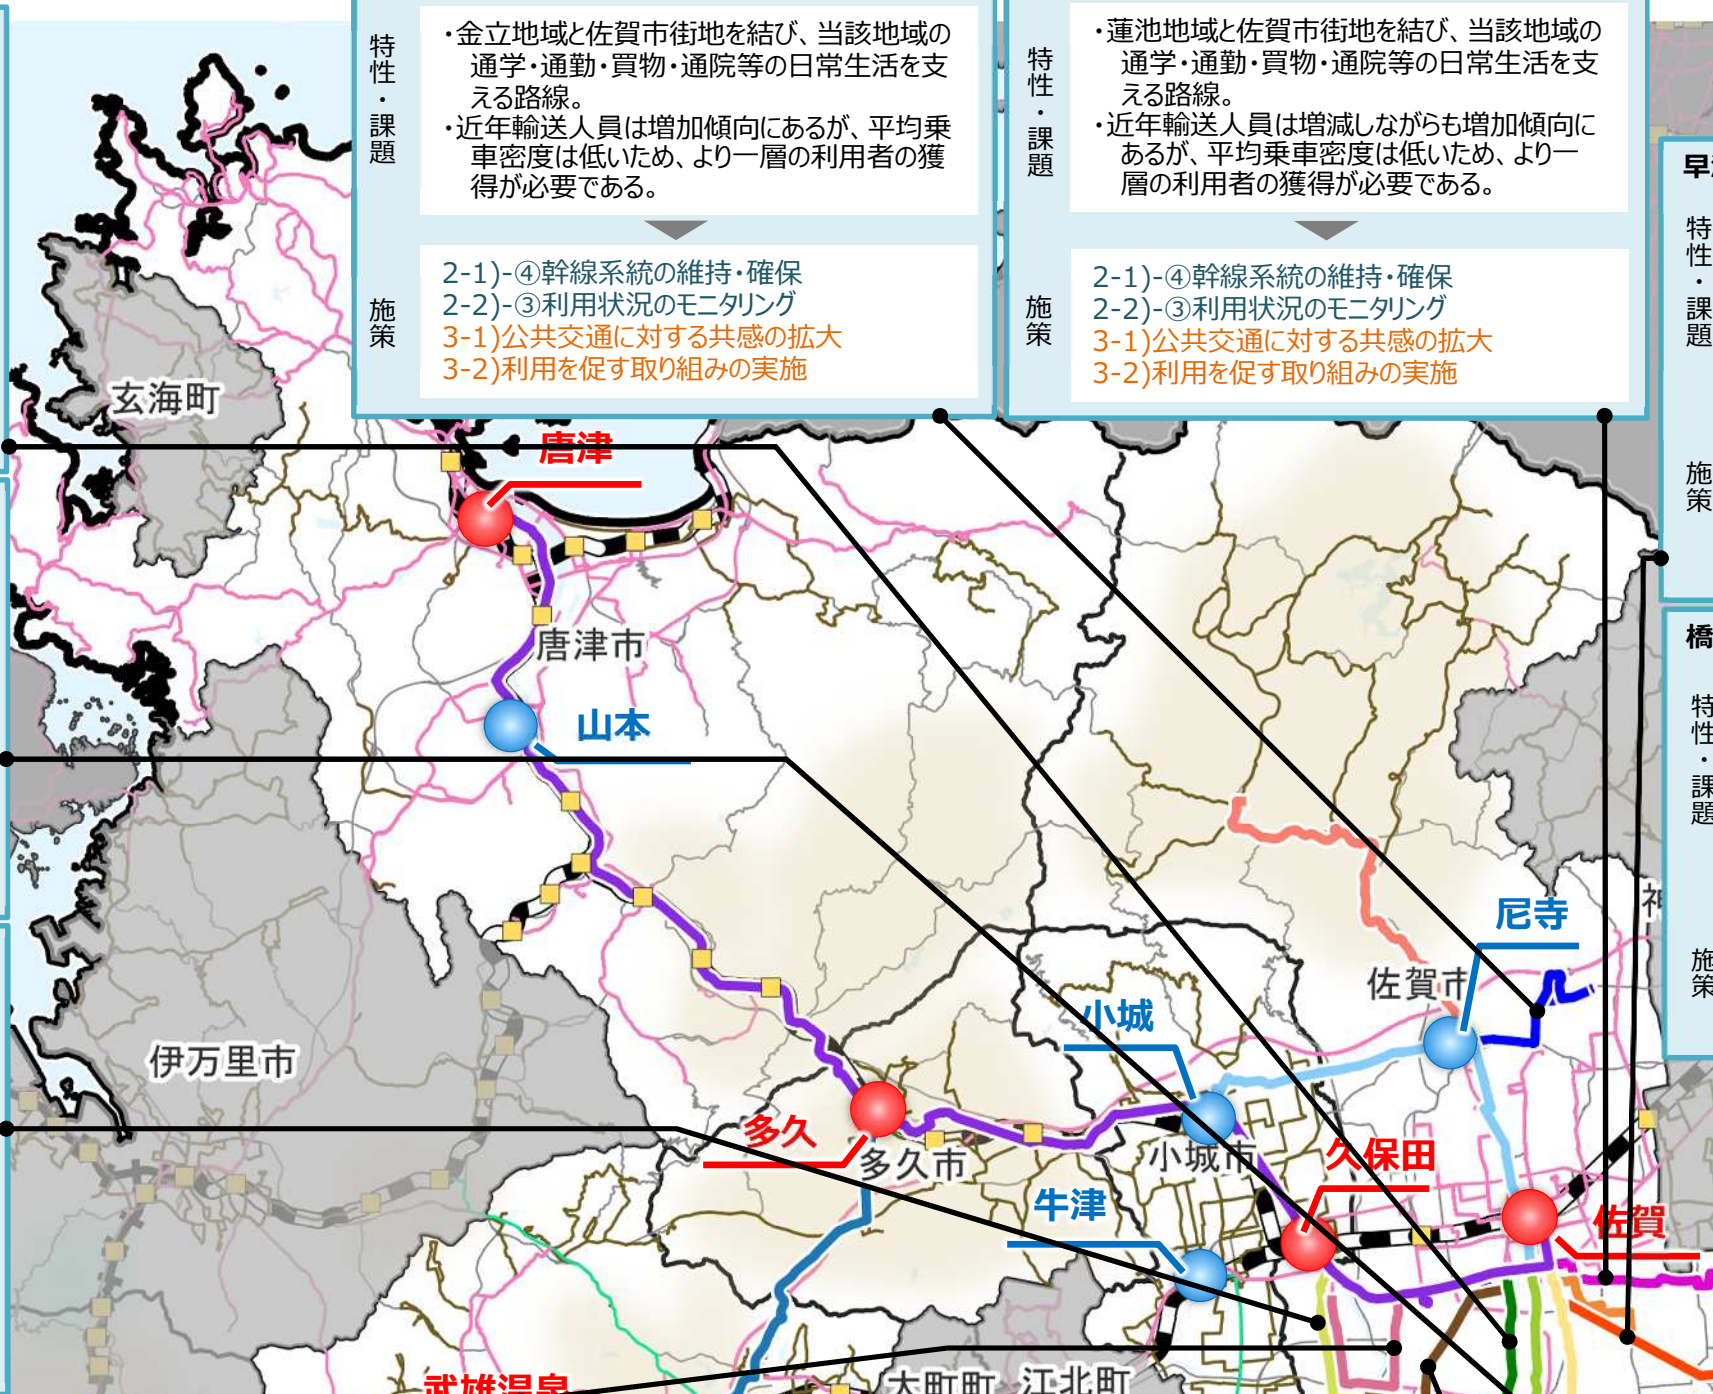 特性・課題
・金立地域と佐賀市街地を結び、当該地域の
通学・通勤・買物・通院等の日常生活を支
える路線。
・近年輸送人員は増加傾向にあるが、平均乗
車密度は低いため、より一層の利用者の獲
得が必要である。
施策
2-1)-④幹線系統の維持・確保
2-2)-③利用状況のモニタリング
3-1)公共交通に対する共感の拡大
3-2)利用を促す取り組みの実施
特性・課題
・蓮池地域と佐賀市街地を結び、当該地域の
通学・通勤・買物・通院等の日常生活を支
える路線。
・近年輸送人員は増減しながらも増加傾向に
あるが、平均乗車密度は低いため、より一
層の利用者の獲得が必要である。
施策
2-1)-④幹線系統の維持・確保
2-2)-③利用状況のモニタリング
3-1)公共交通に対する共感の拡大
3-2)利用を促す取り組みの実施
早
特性・課題
施策
橋
特性・課題
施策
玄海町
唐津
唐津市
山本
尼寺
神
佐賀市
小城
伊万里市
多久
多久市
小城市
久保田
牛津
佐賀
武雄温泉
大町町
江北町